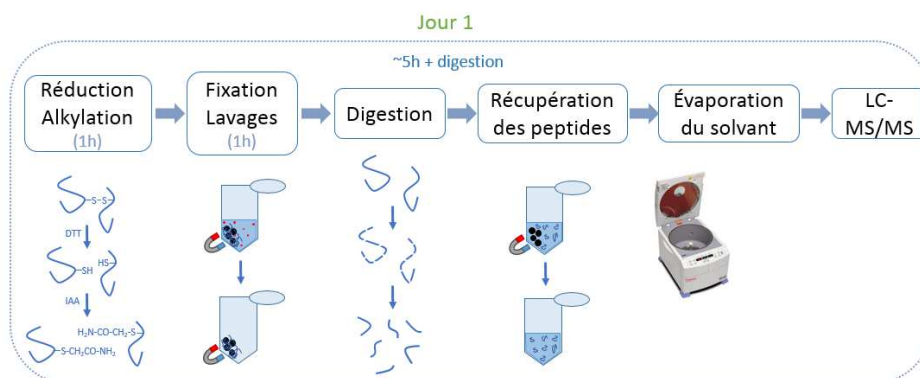 Jour 1
~5h + digestion
Réduction
Alkylation
(1h)
Fixation
Lavages
(1h)
Digestion
Récupération
des peptides
Évaporation
du solvant
LC-
MS/MS
-S-S-
DTT
-SH
HS-
IAA
H₂N-CO-CH₂-S-
-S-CH₂CO-NH₂